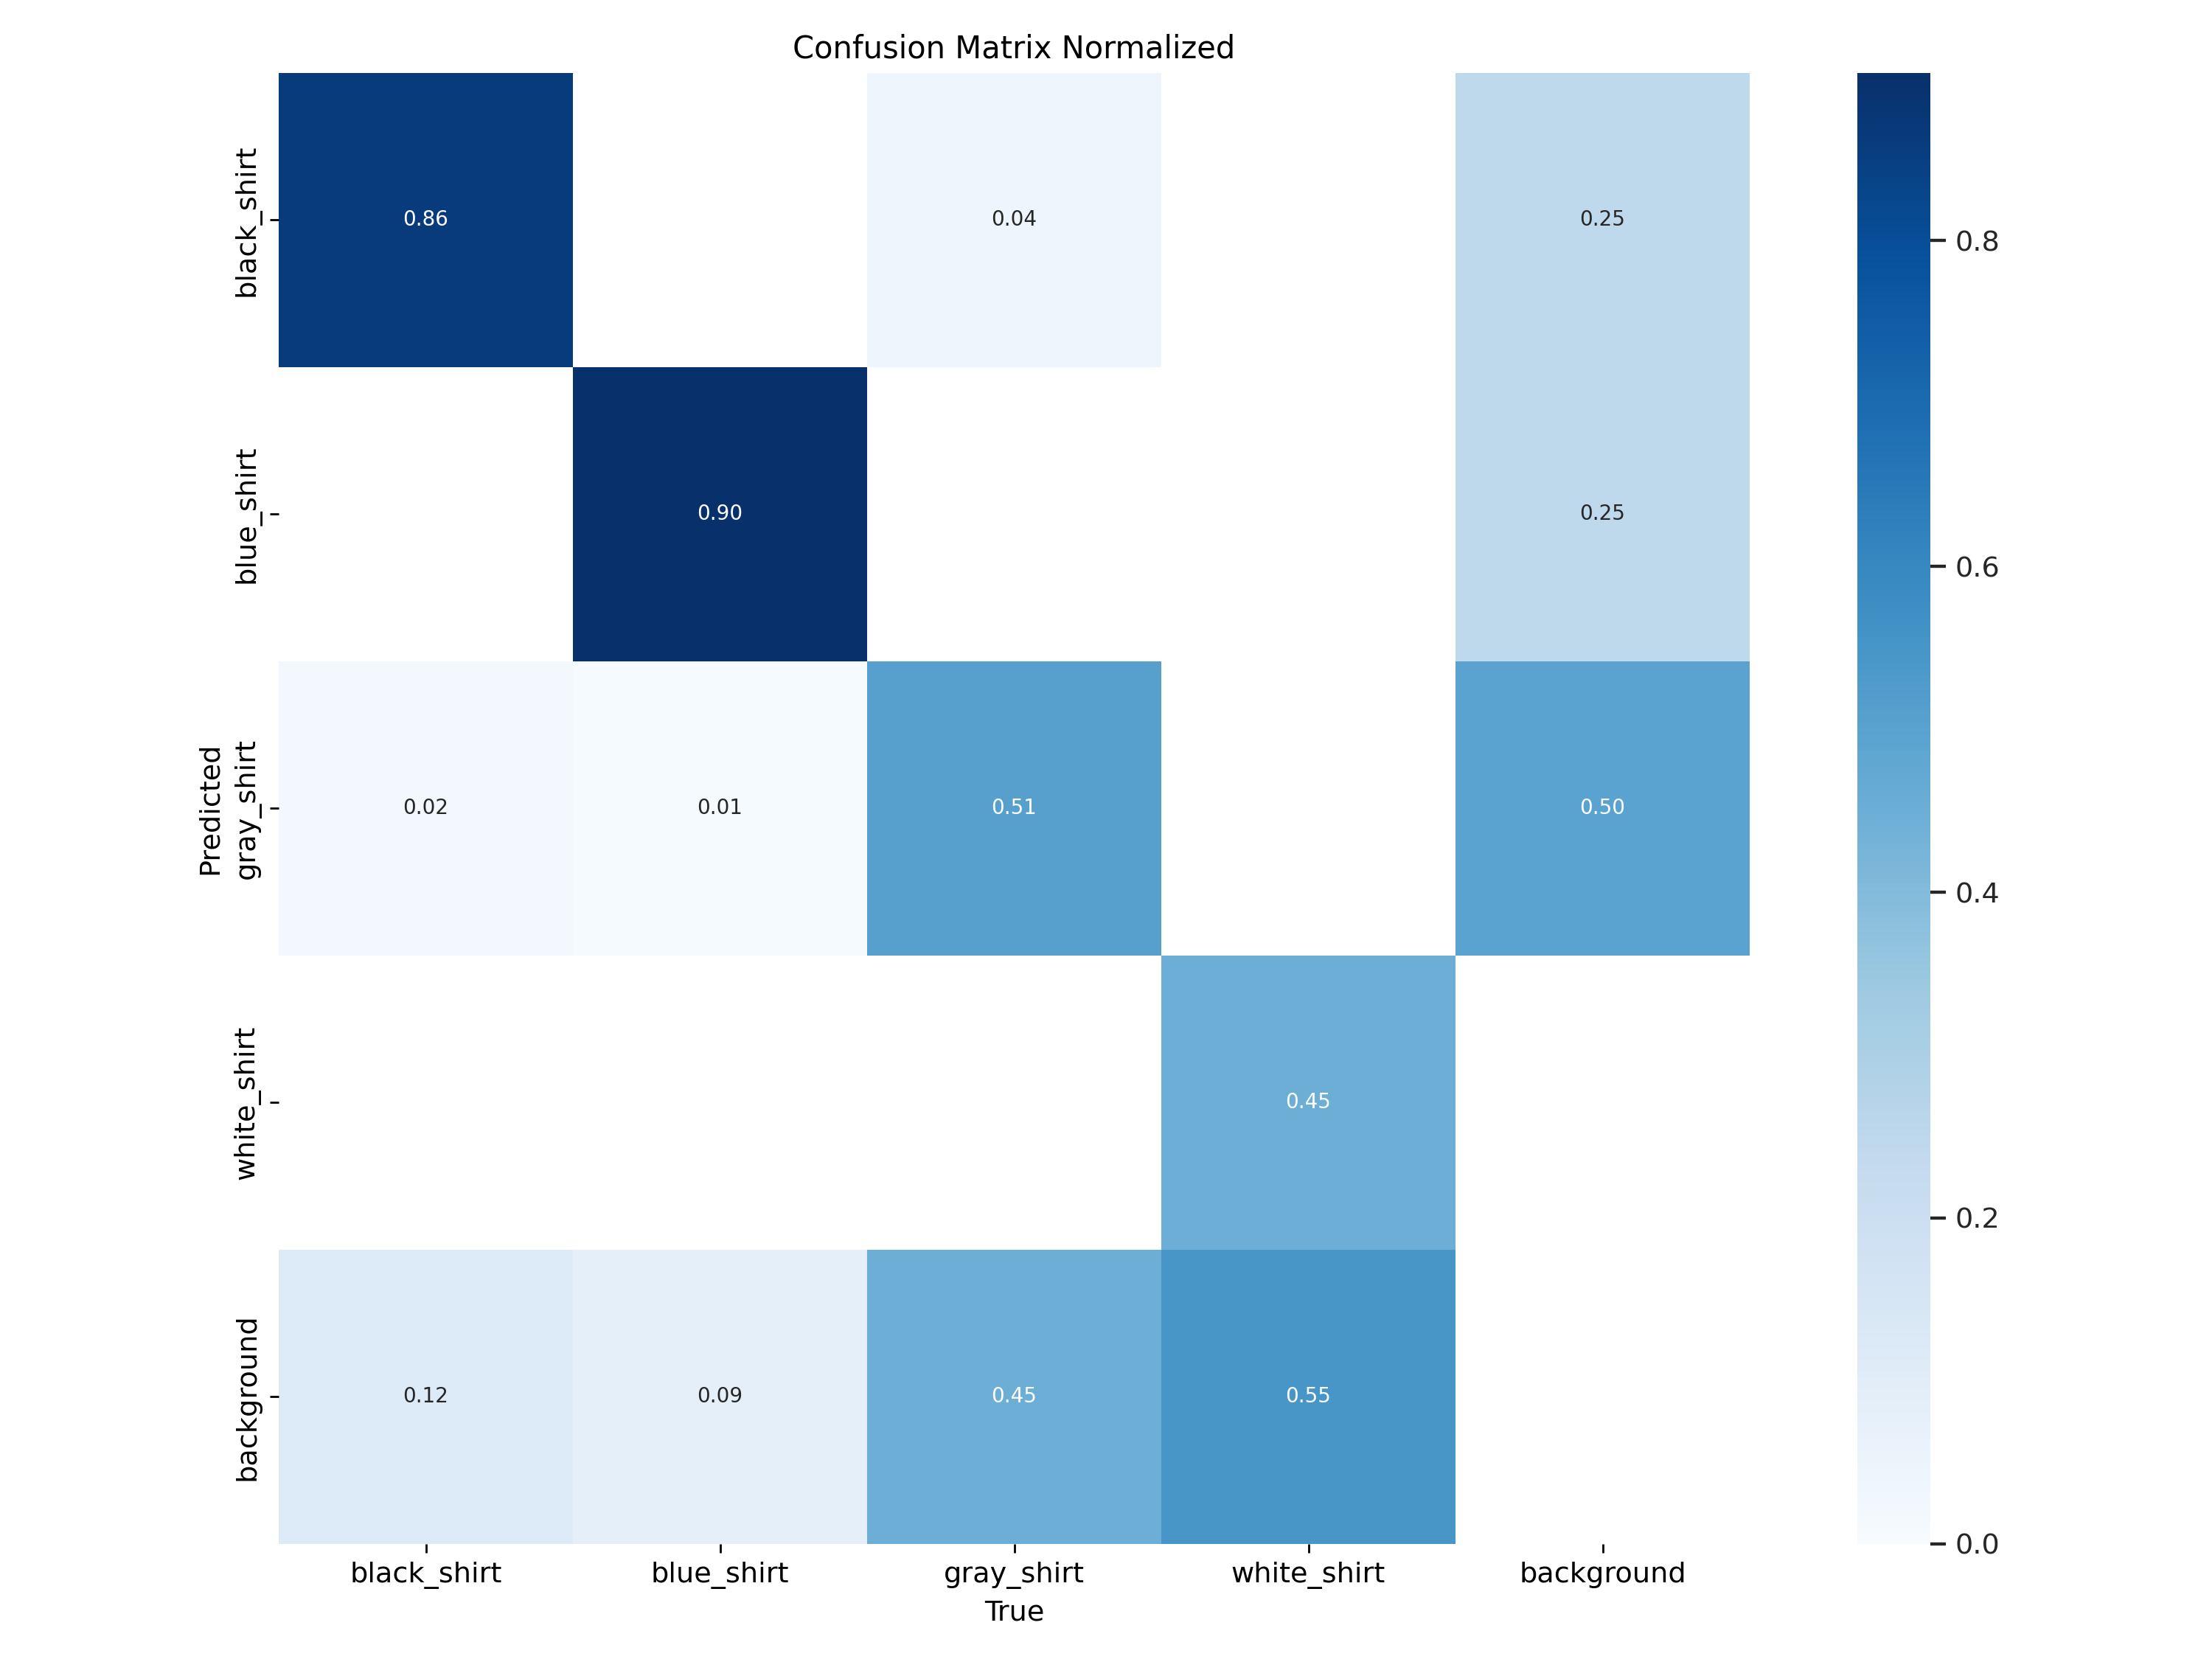 Confusion Matrix Normalized
black_shirt
0.86
0.04
0.25
blue_shirt
0.90
0.25
Predicted
gray_shirt
0.02
0.01
0.51
0.50
white_shirt
0.45
background
0.12
0.09
0.45
0.55
black_shirt
blue_shirt
gray_shirt
white_shirt
background
True
0.8
0.6
0.4
0.2
0.0